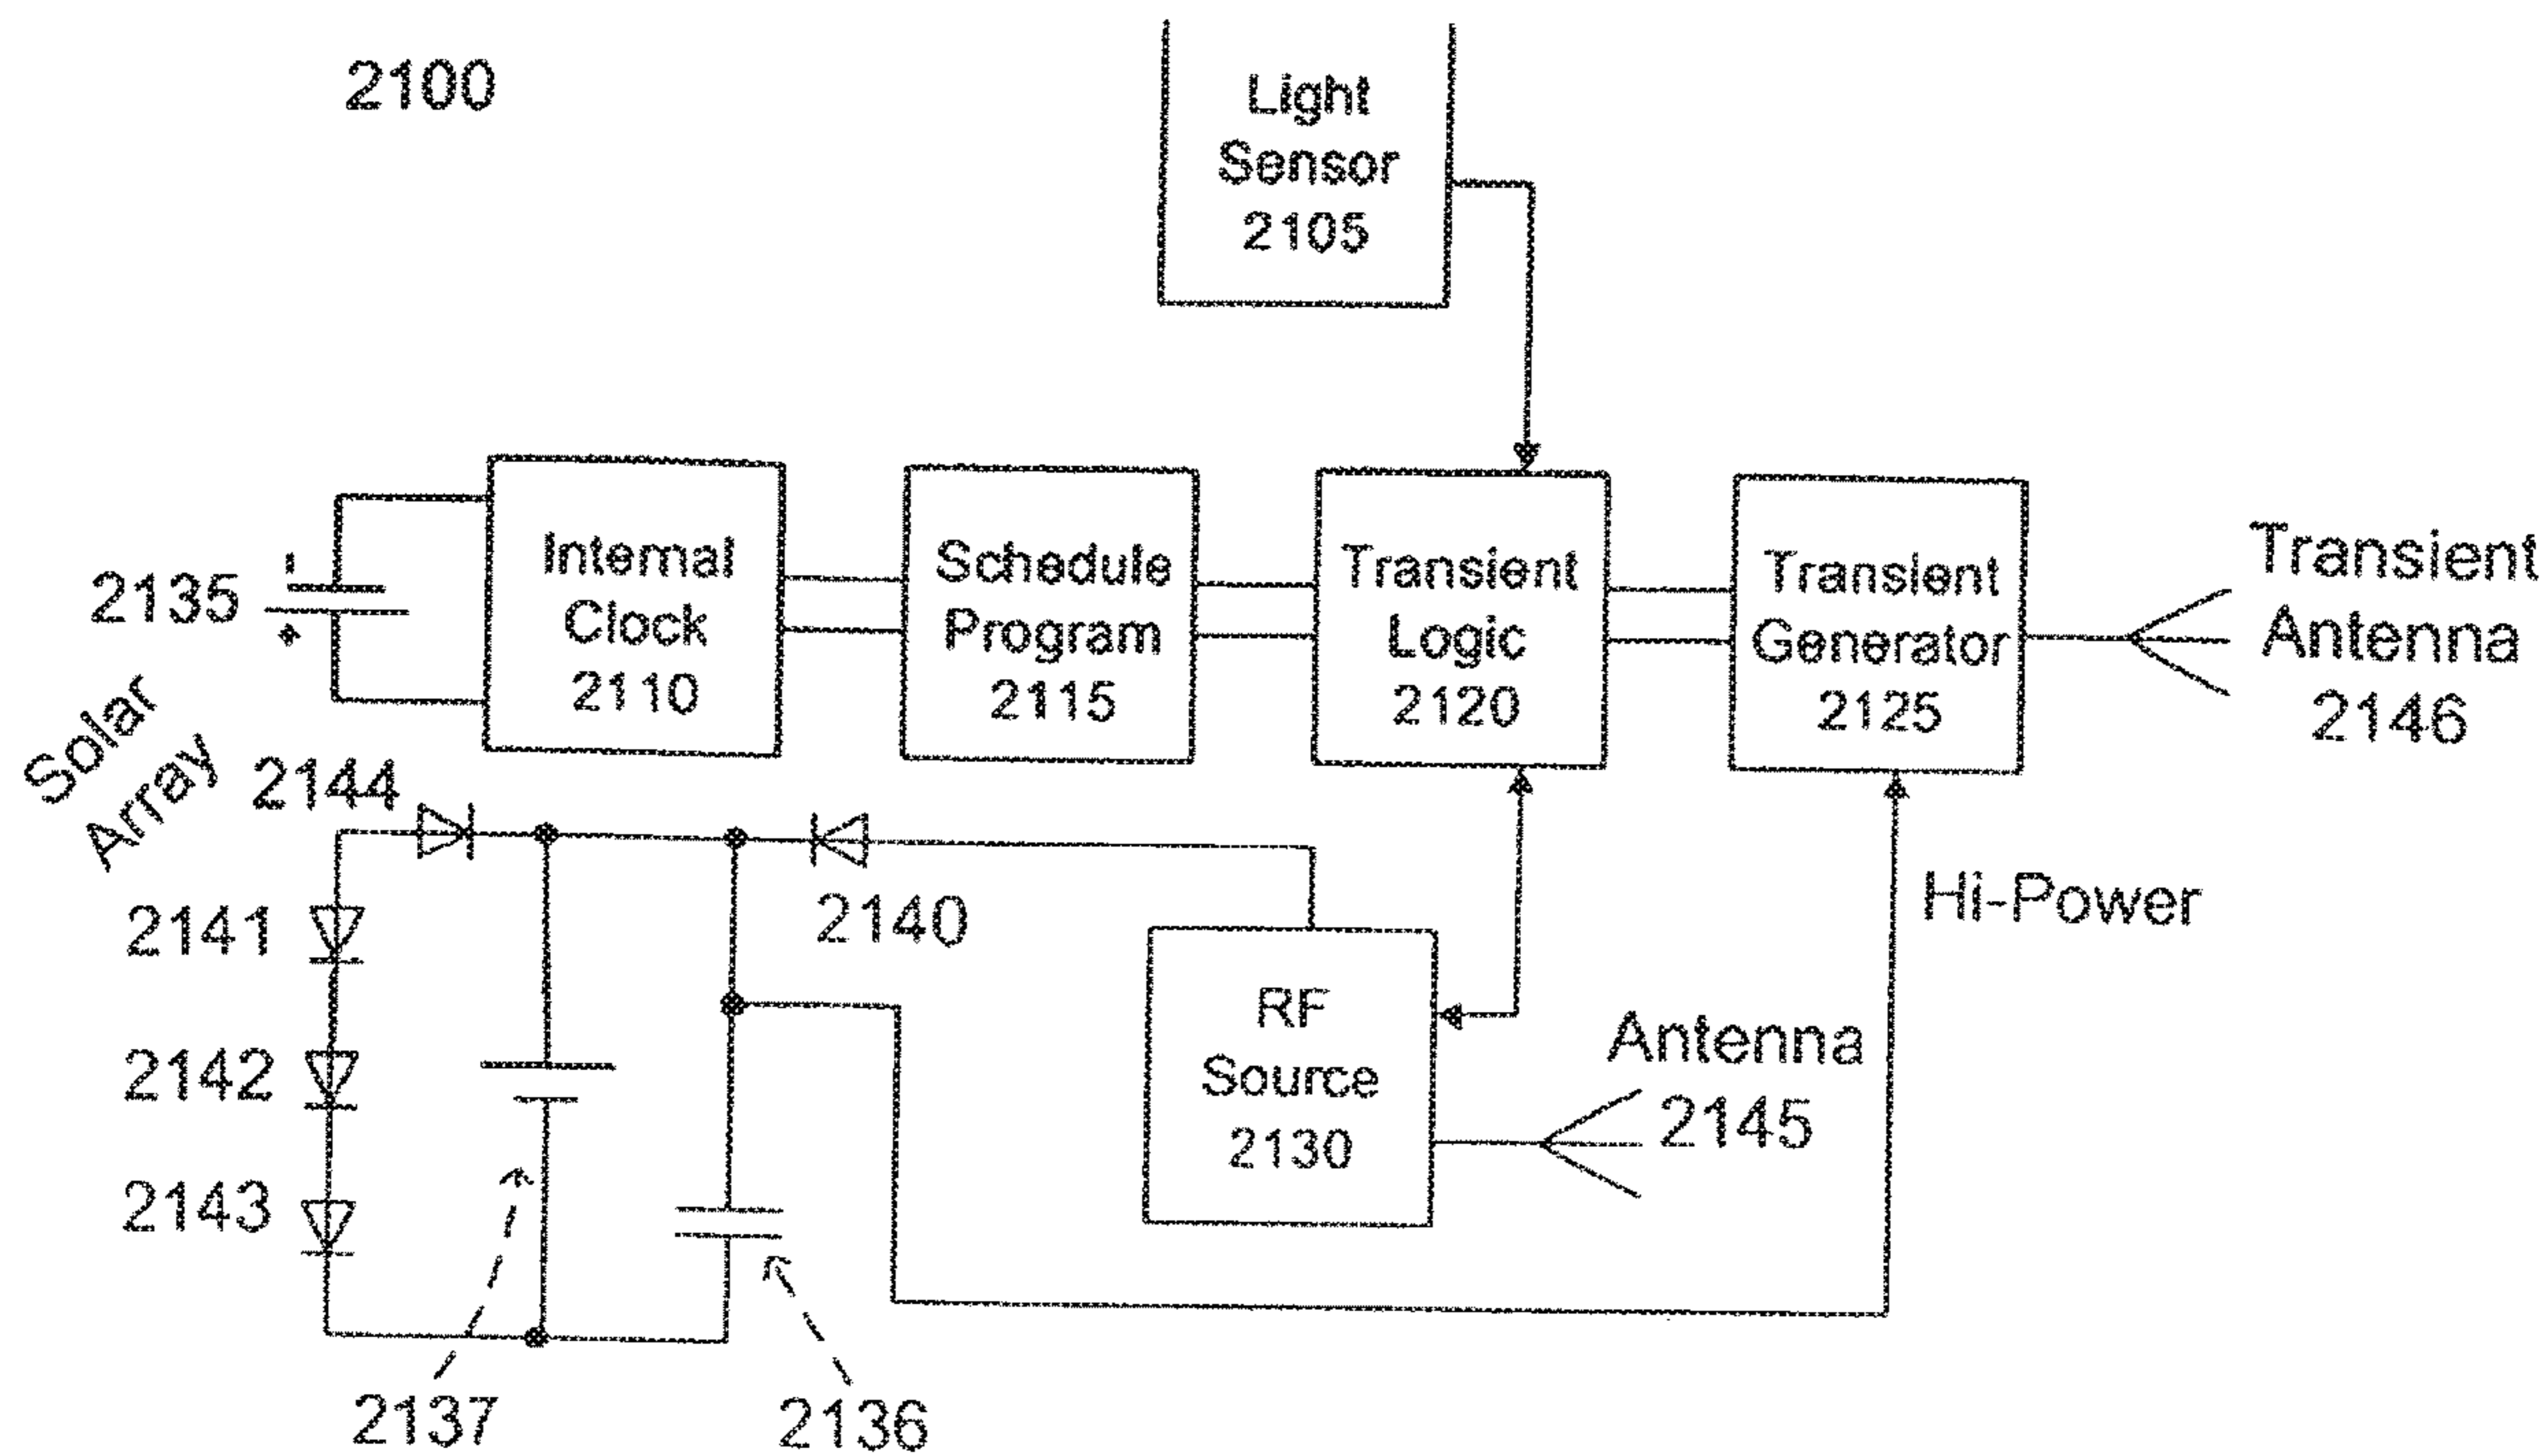 2100
Light
Sensor
2105
Internal
Clock
2110
Schedule
Program
2115
Transient
Logic
2120
Transient
Generator
2125
Transient
Antenna
2146
2135
-
+
Solar
Array
2144
2141
2142
2143
2140
Hi-Power
RF
Source
2130
Antenna
2145
2137
2136